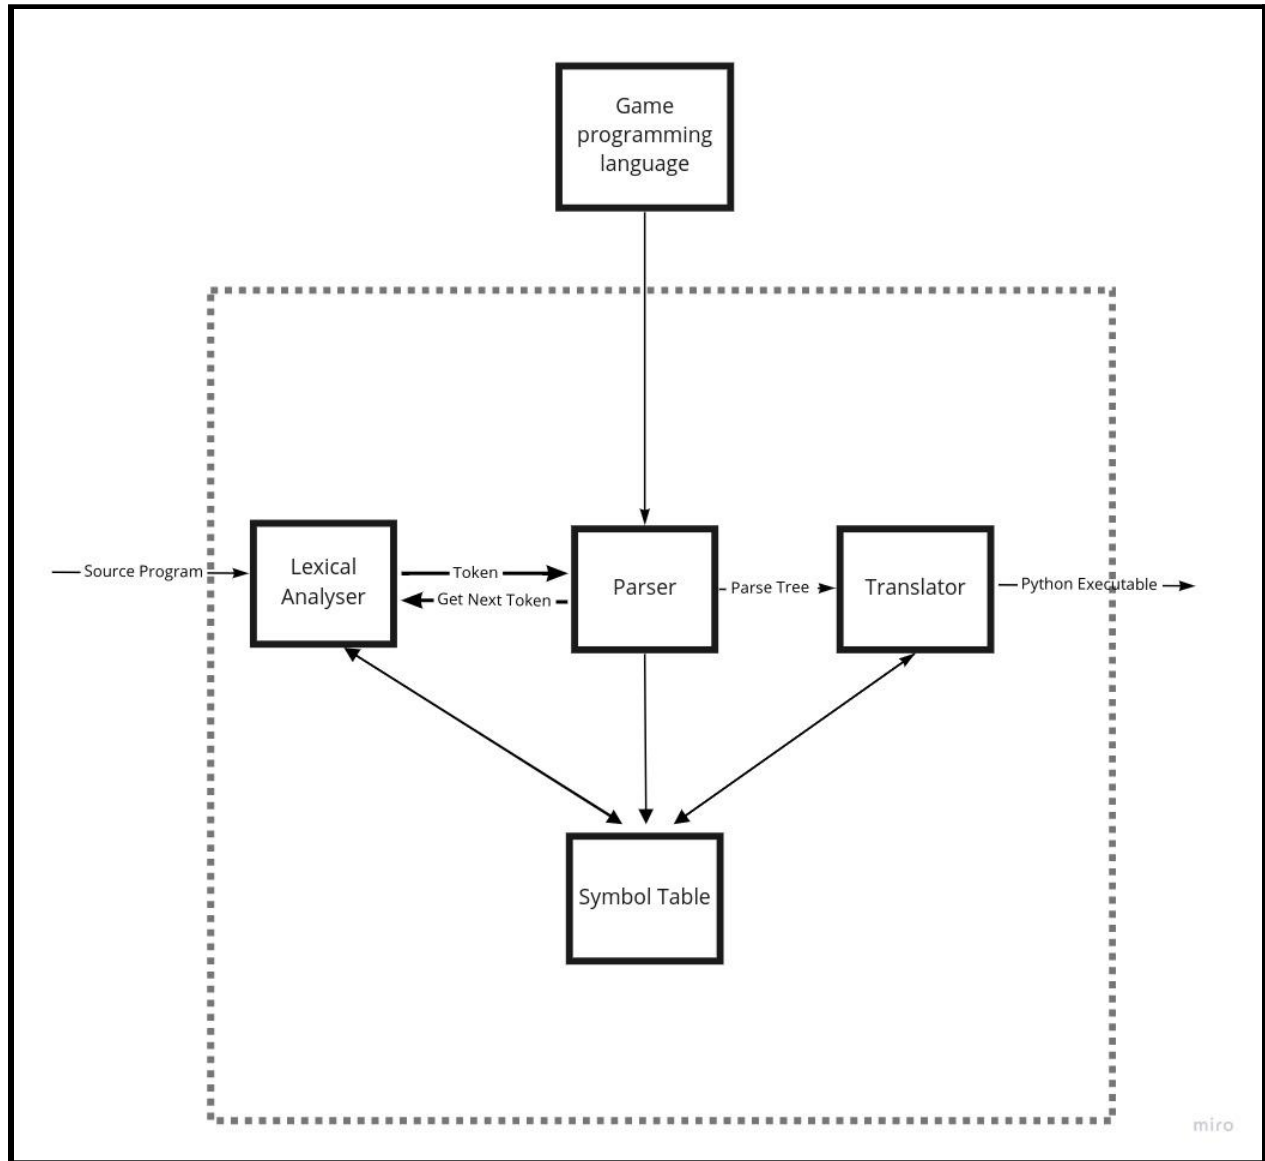 Game
programming
language
Source Program
Lexical
Analyser
Token
Get Next Token
Parser
Parse Tree
Translator
Python Executable
Symbol Table
miro